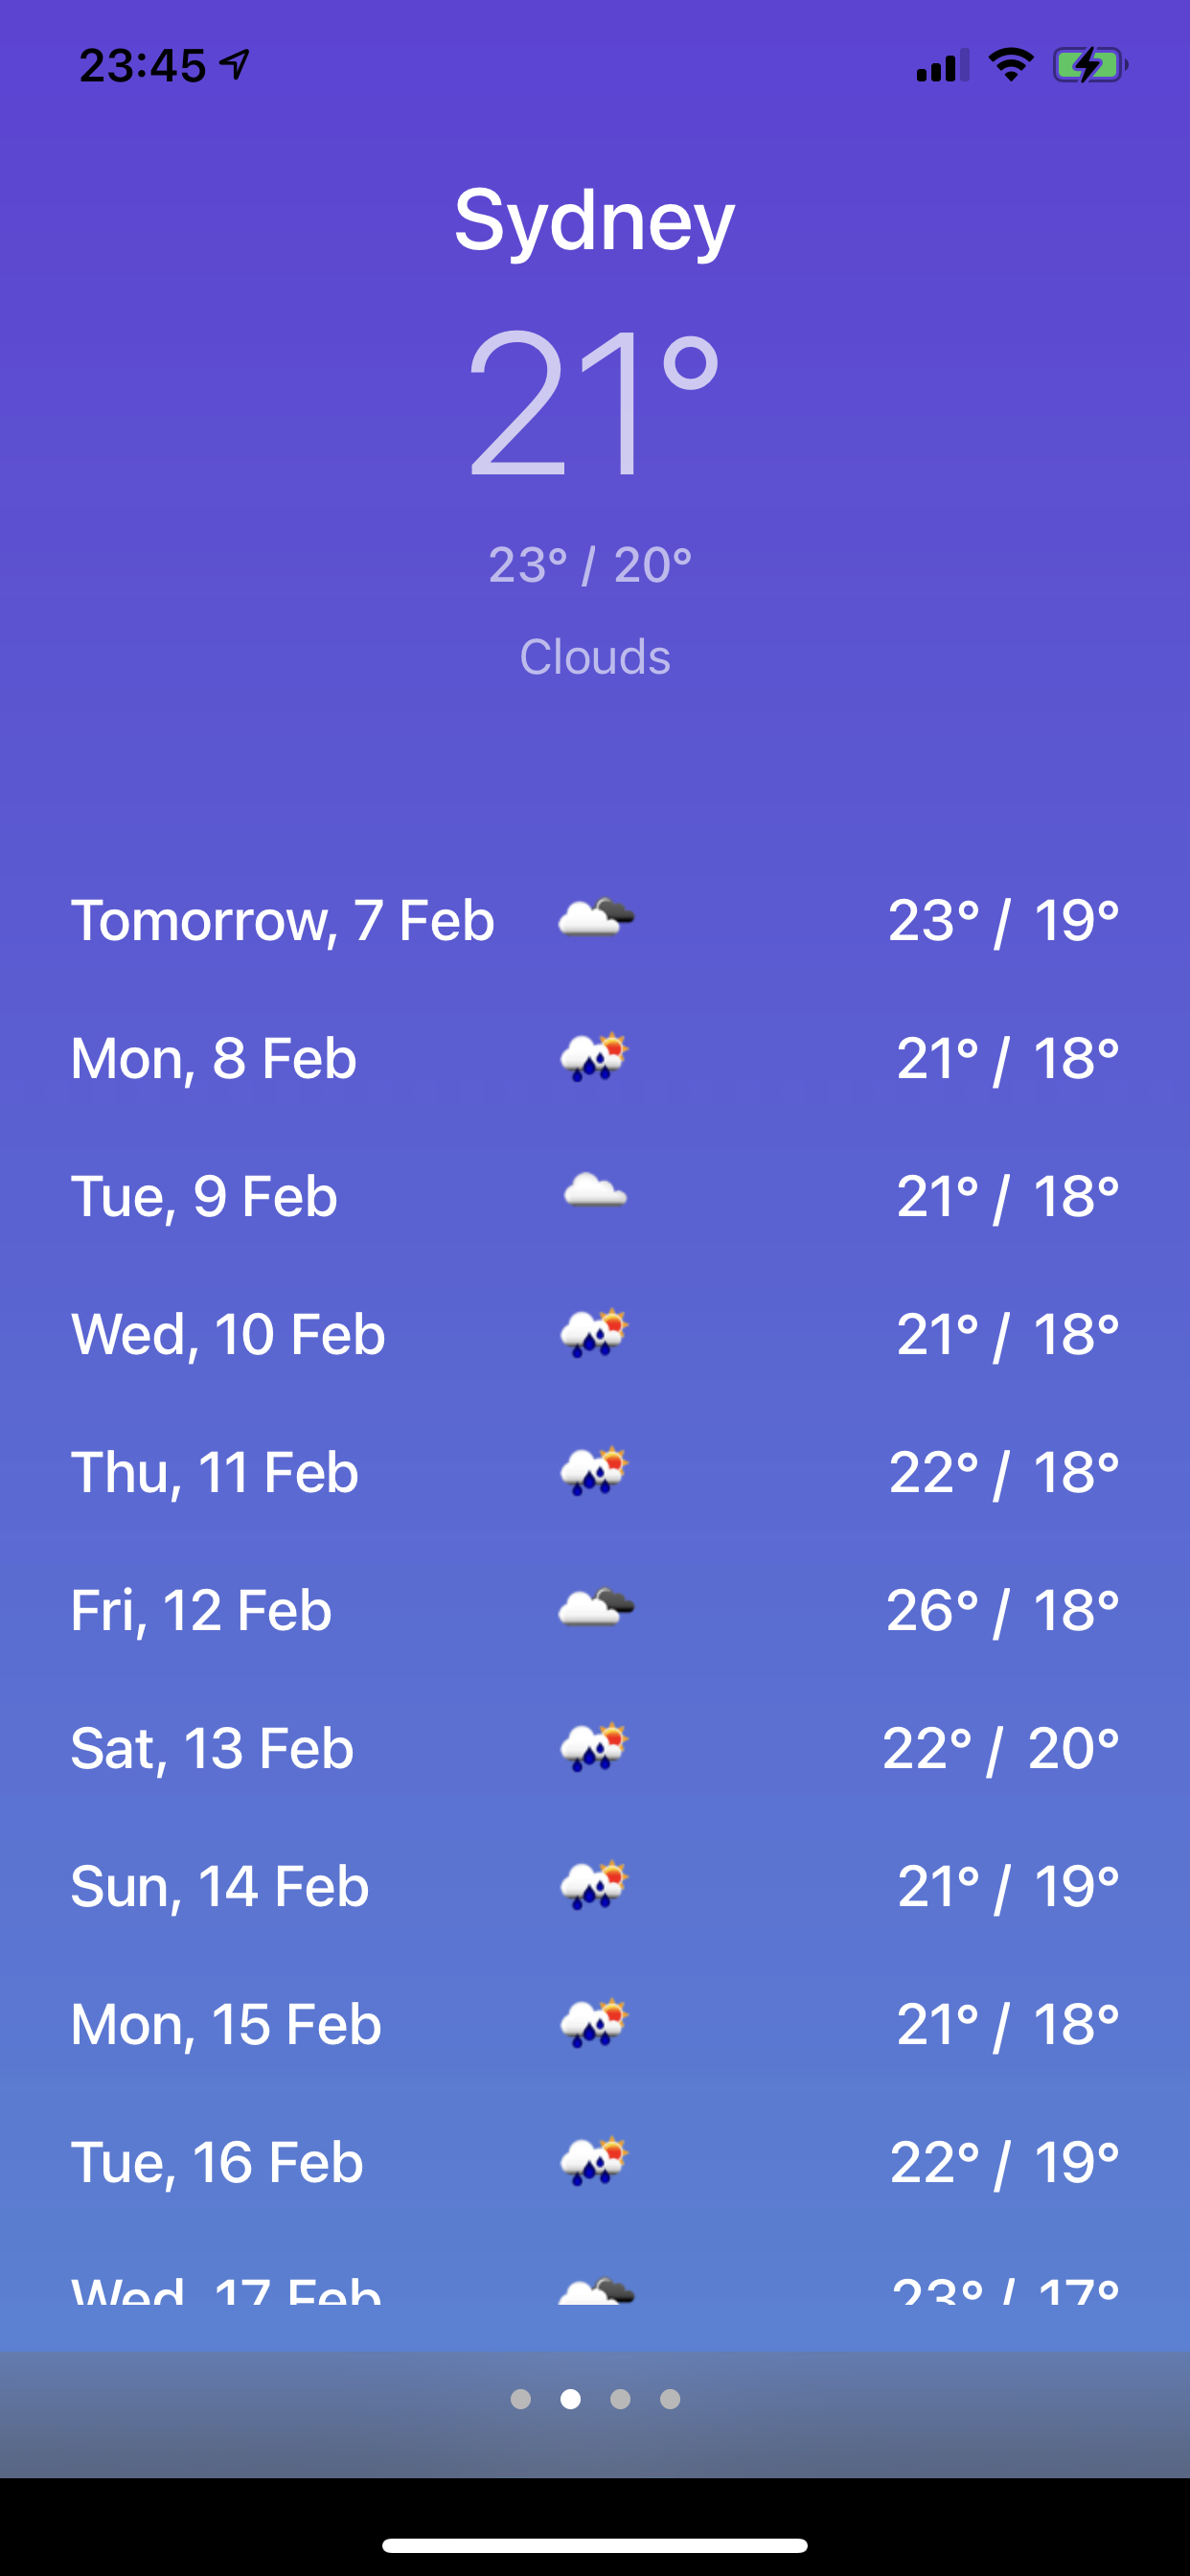 23:45
Sydney
21°
23° / 20°
Clouds
Tomorrow, 7 Feb 23° / 19°
Mon, 8 Feb 21° / 18°
Tue, 9 Feb 21° / 18°
Wed, 10 Feb 21° / 18°
Thu, 11 Feb 22° / 18°
Fri, 12 Feb 26° / 18°
Sat, 13 Feb 22° / 20°
Sun, 14 Feb 21° / 19°
Mon, 15 Feb 21° / 18°
Tue, 16 Feb 22° / 19°
Wed, 17 Feb 23° / 17°